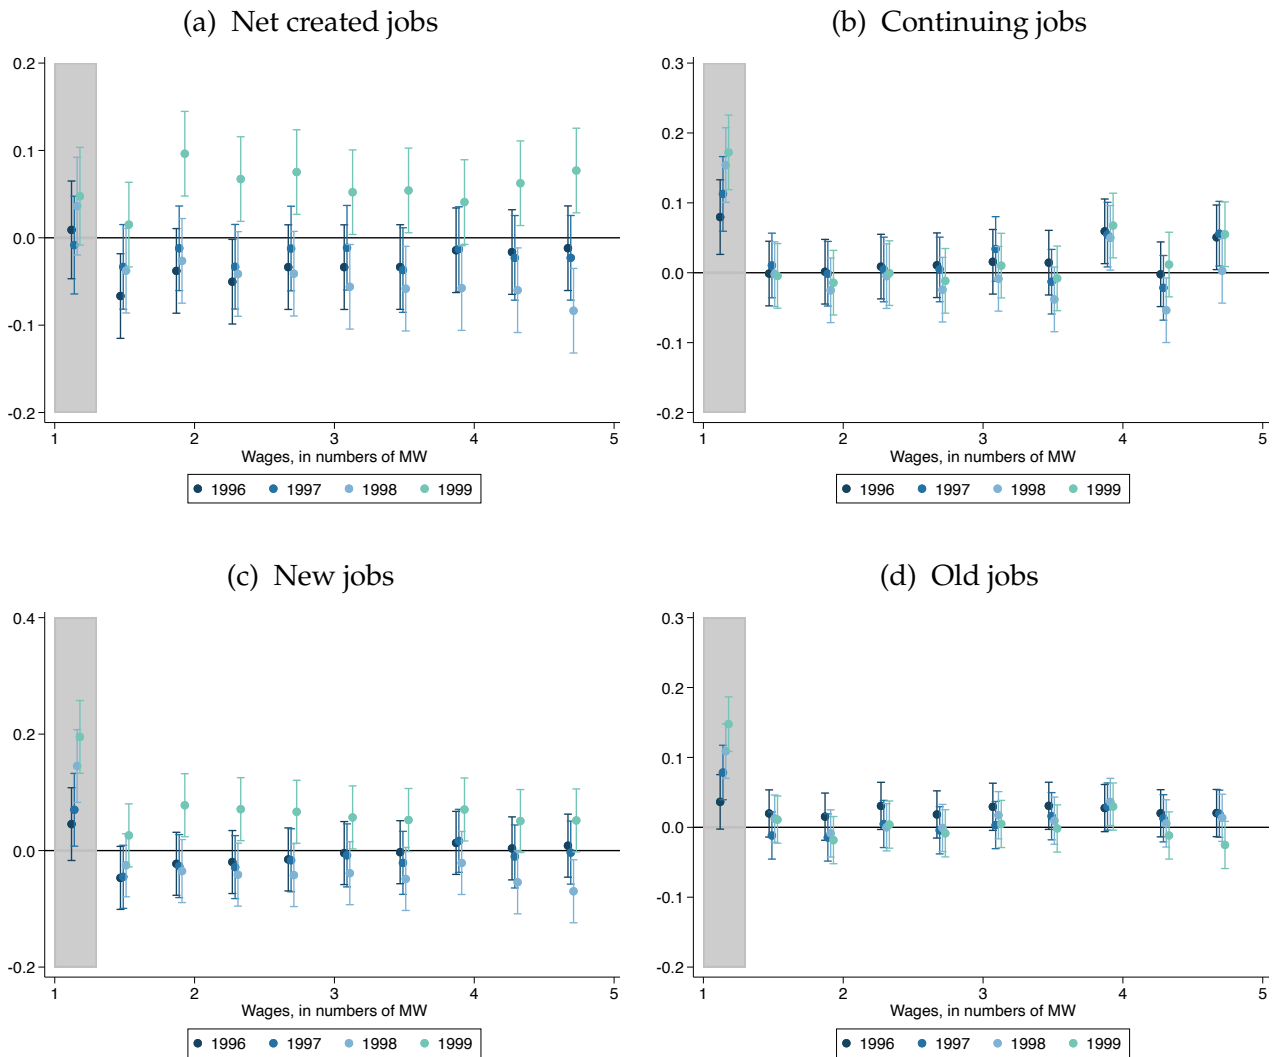 (a) Net created jobs
0.2
0.1
0.0
-0.1
-0.2
1 2 3 4 5
Wages, in numbers of MW
1996 1997 1998 1999
(b) Continuing jobs
0.3
0.2
0.1
0.0
-0.1
-0.2
1 2 3 4 5
Wages, in numbers of MW
1996 1997 1998 1999
(c) New jobs
0.4
0.2
0.0
-0.2
1 2 3 4 5
Wages, in numbers of MW
1996 1997 1998 1999
(d) Old jobs
0.3
0.2
0.1
0.0
-0.1
-0.2
1 2 3 4 5
Wages, in numbers of MW
1996 1997 1998 1999